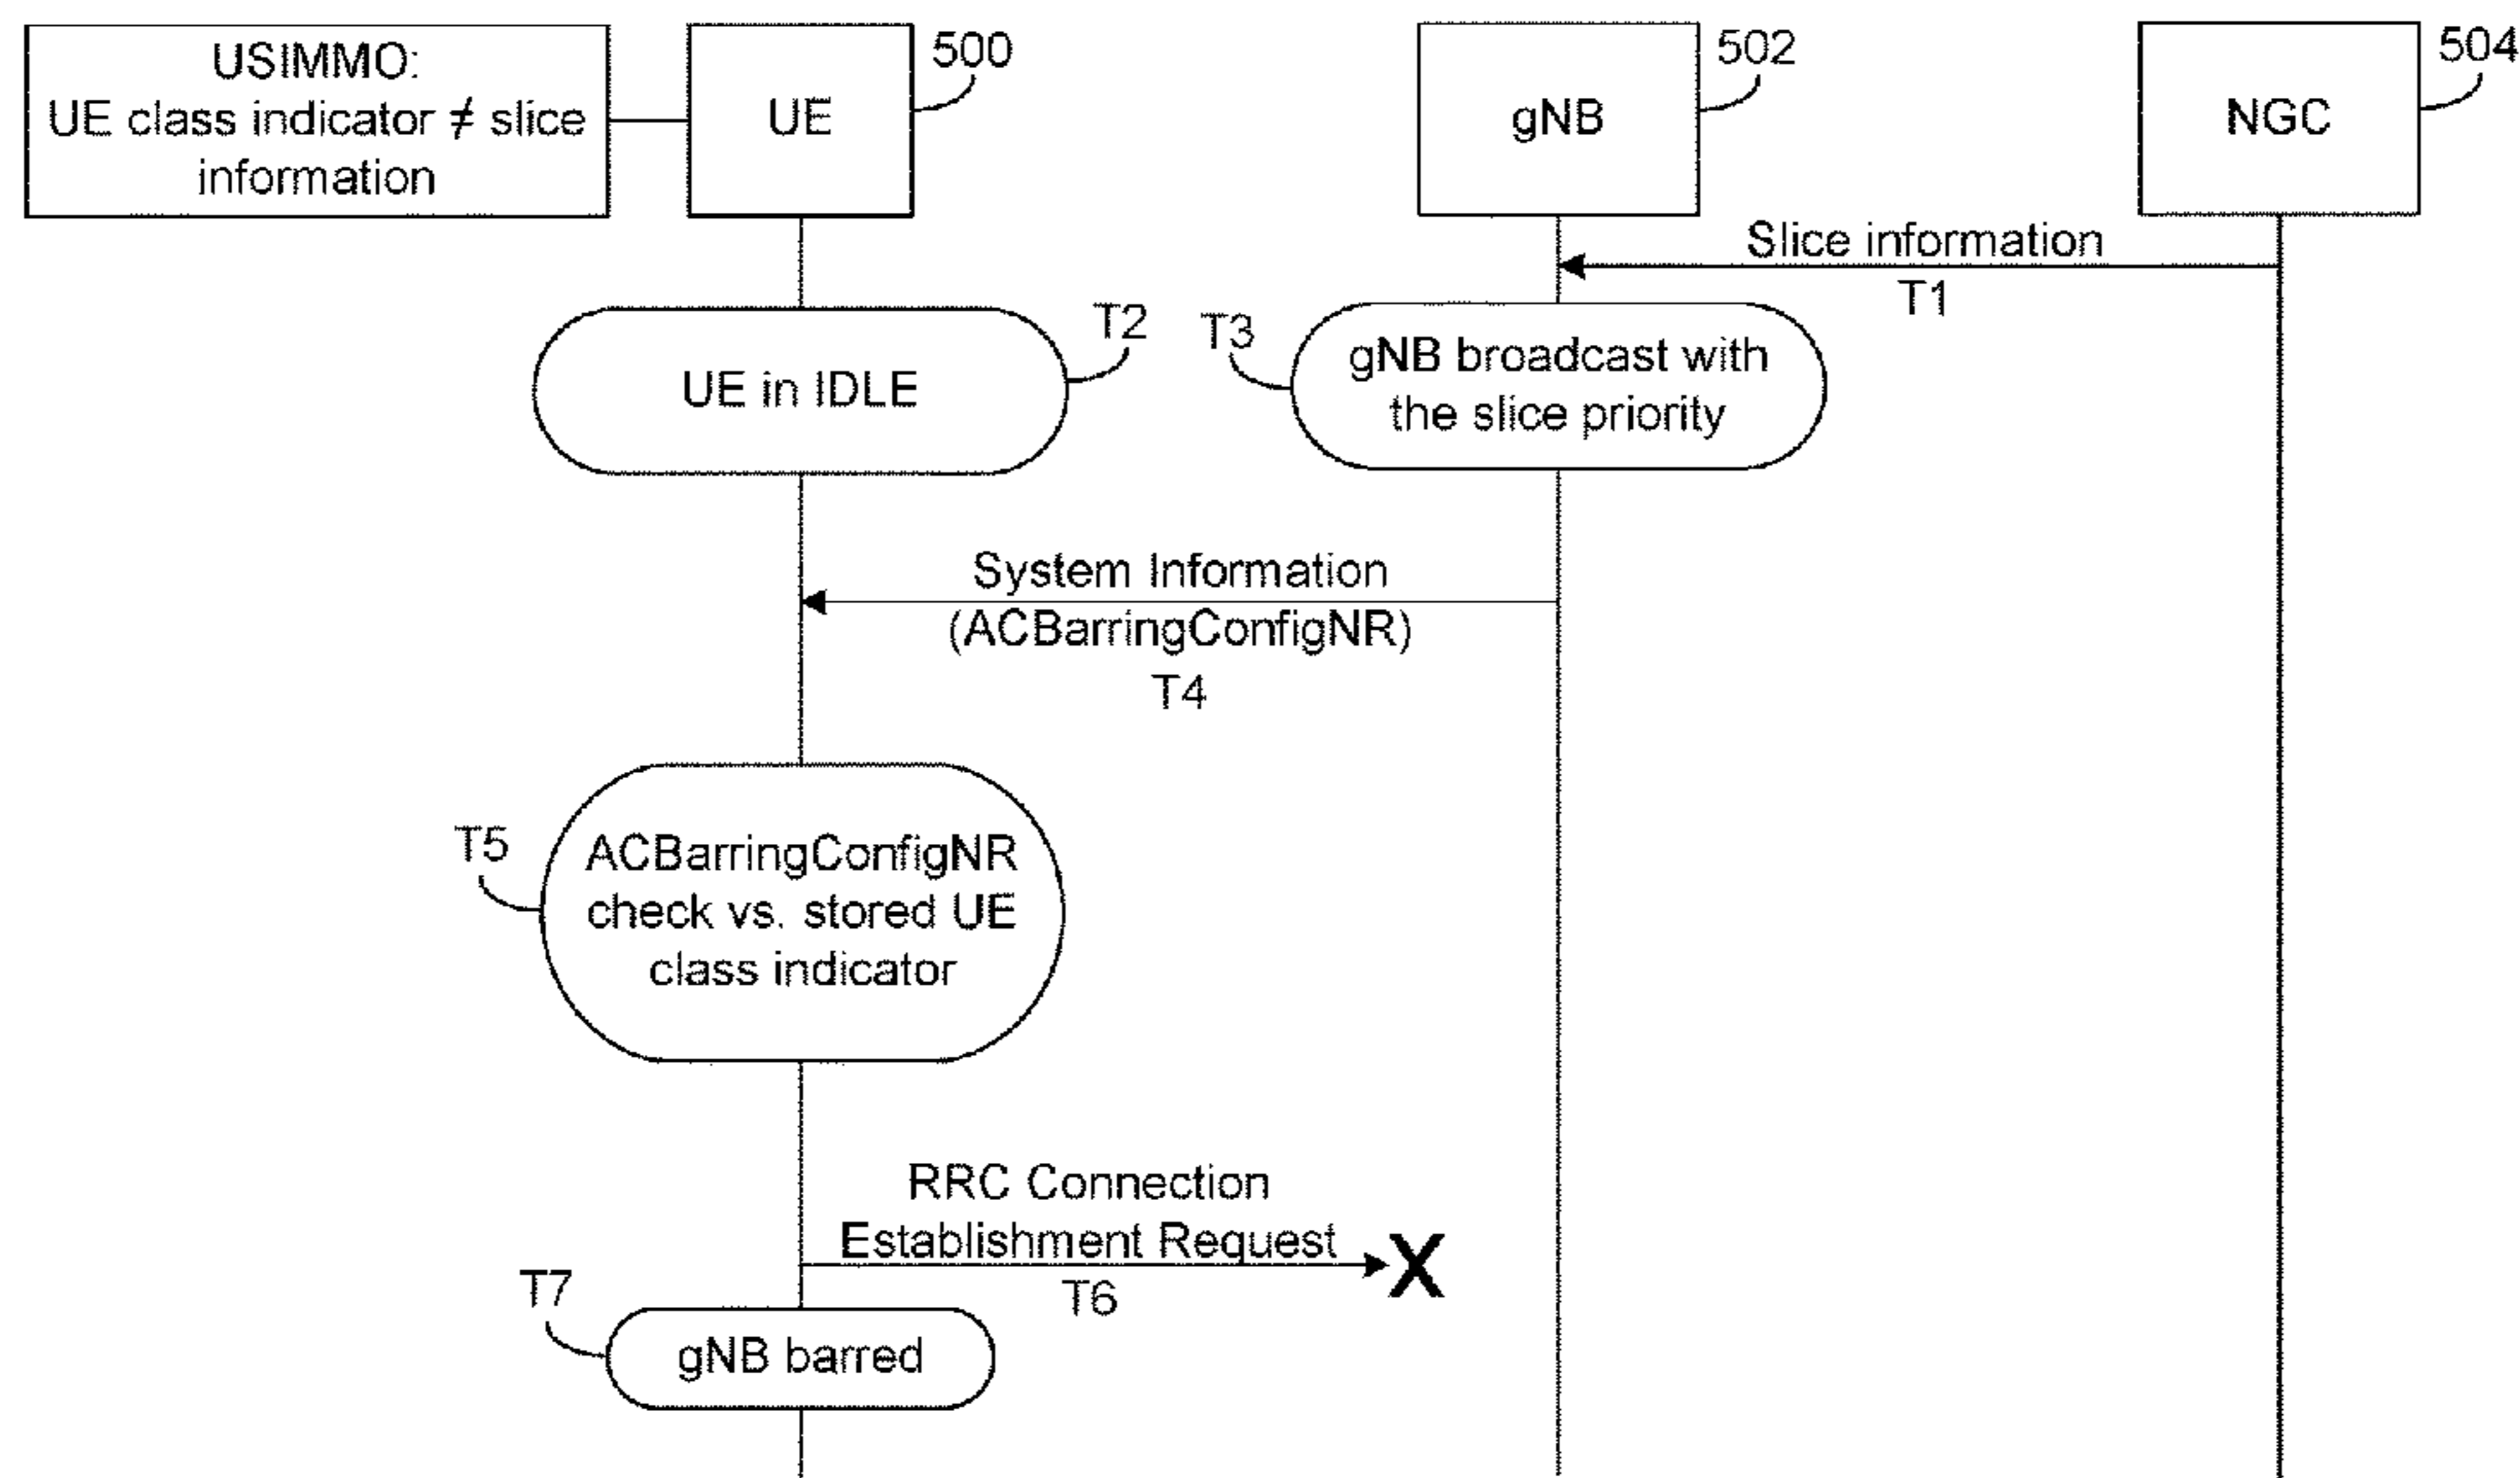 USIMMO:
UE class indicator ≠ slice
information
UE
500
gNB
502
NGC
504
Slice information
T1
UE in IDLE
T2
T3
gNB broadcast with
the slice priority
System Information
(ACBarringConfigNR)
T4
T5
ACBarringConfigNR
check vs. stored UE
class indicator
RRC Connection
Establishment Request
T6
X
T7
gNB barred